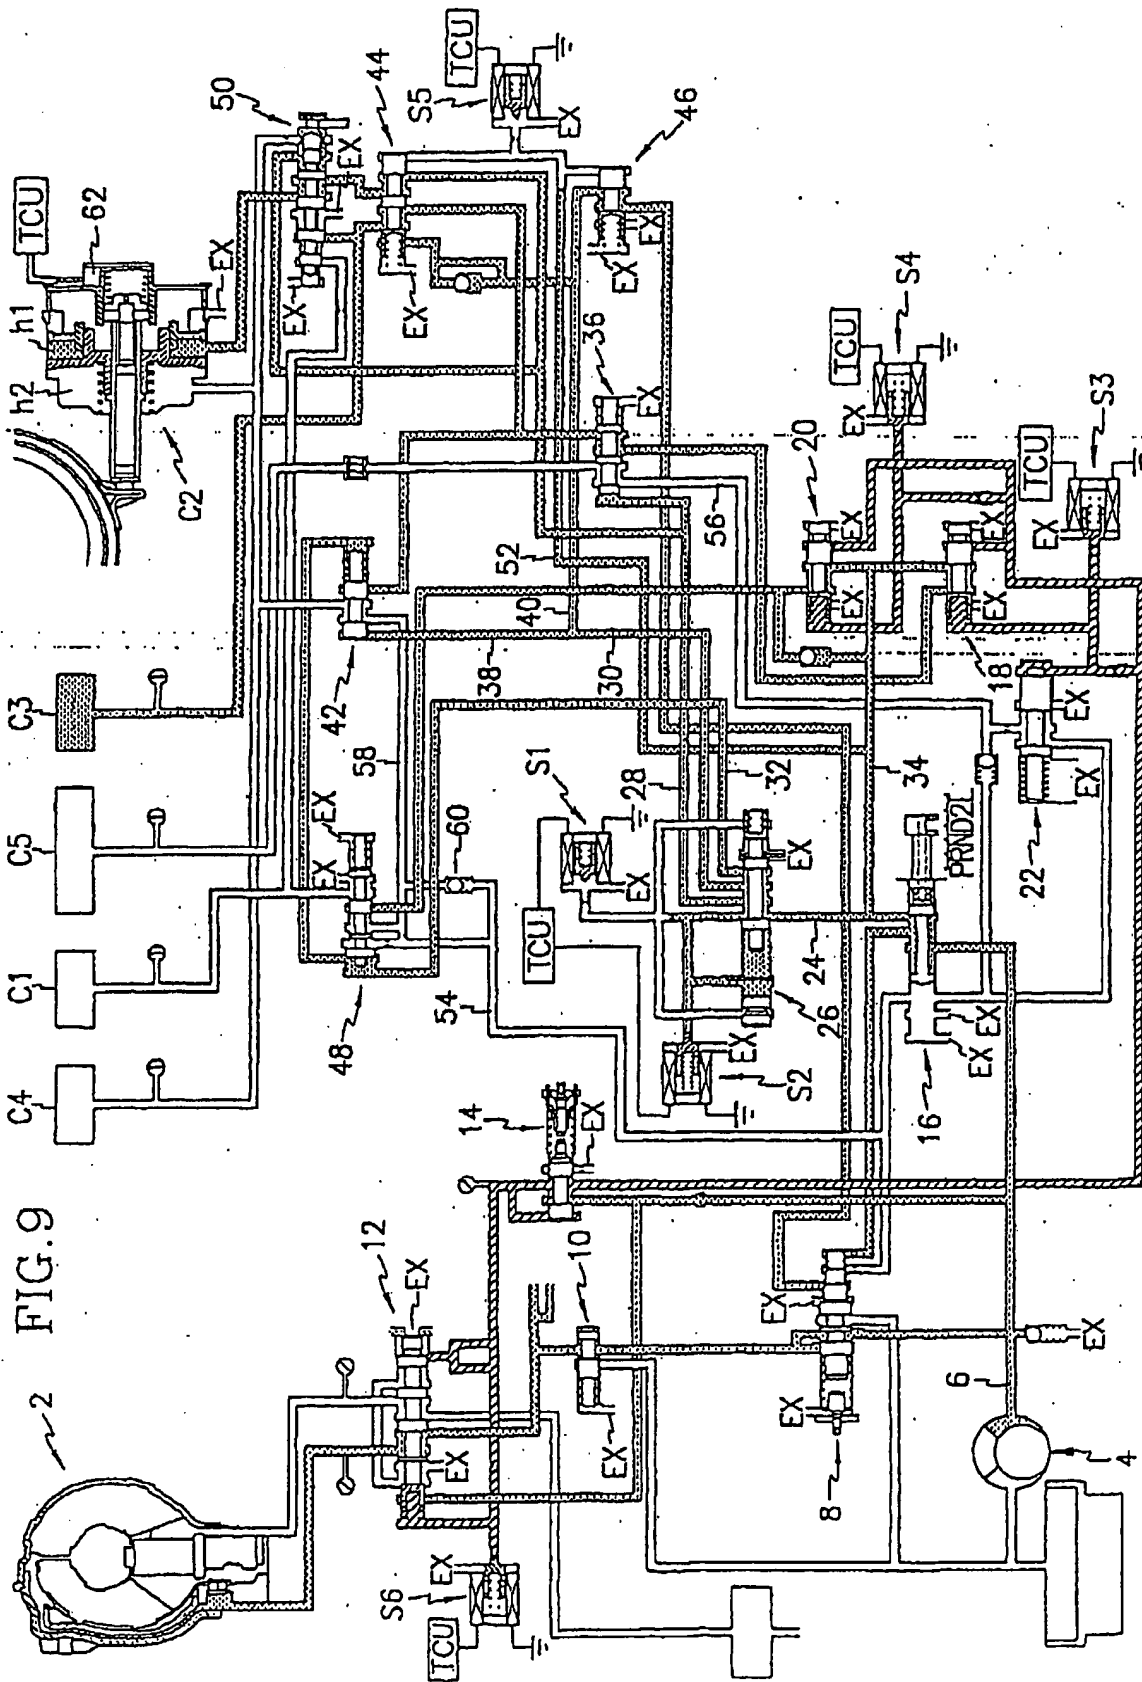 FIG.9
C4
C1
C5
C3
C2
h2
h1
TCU
62
EX
50
EX
EX
44
EX
S5
TCU
EX
46
EX
EX
36
EX
S4
TCU
EX
20
EX
EX
S3
TCU
EX
EX
EX
18
EX
22
EX
42
38
40
30
52
56
58
48
EX
EX
54
60
S1
TCU
EX
28
32
34
24
26
EX
S2
EX
PRND2L
16
EX
EX
14
EX
12
EX
EX
10
EX
EX
EX
8
6
EX
4
2
S6
TCU
EX